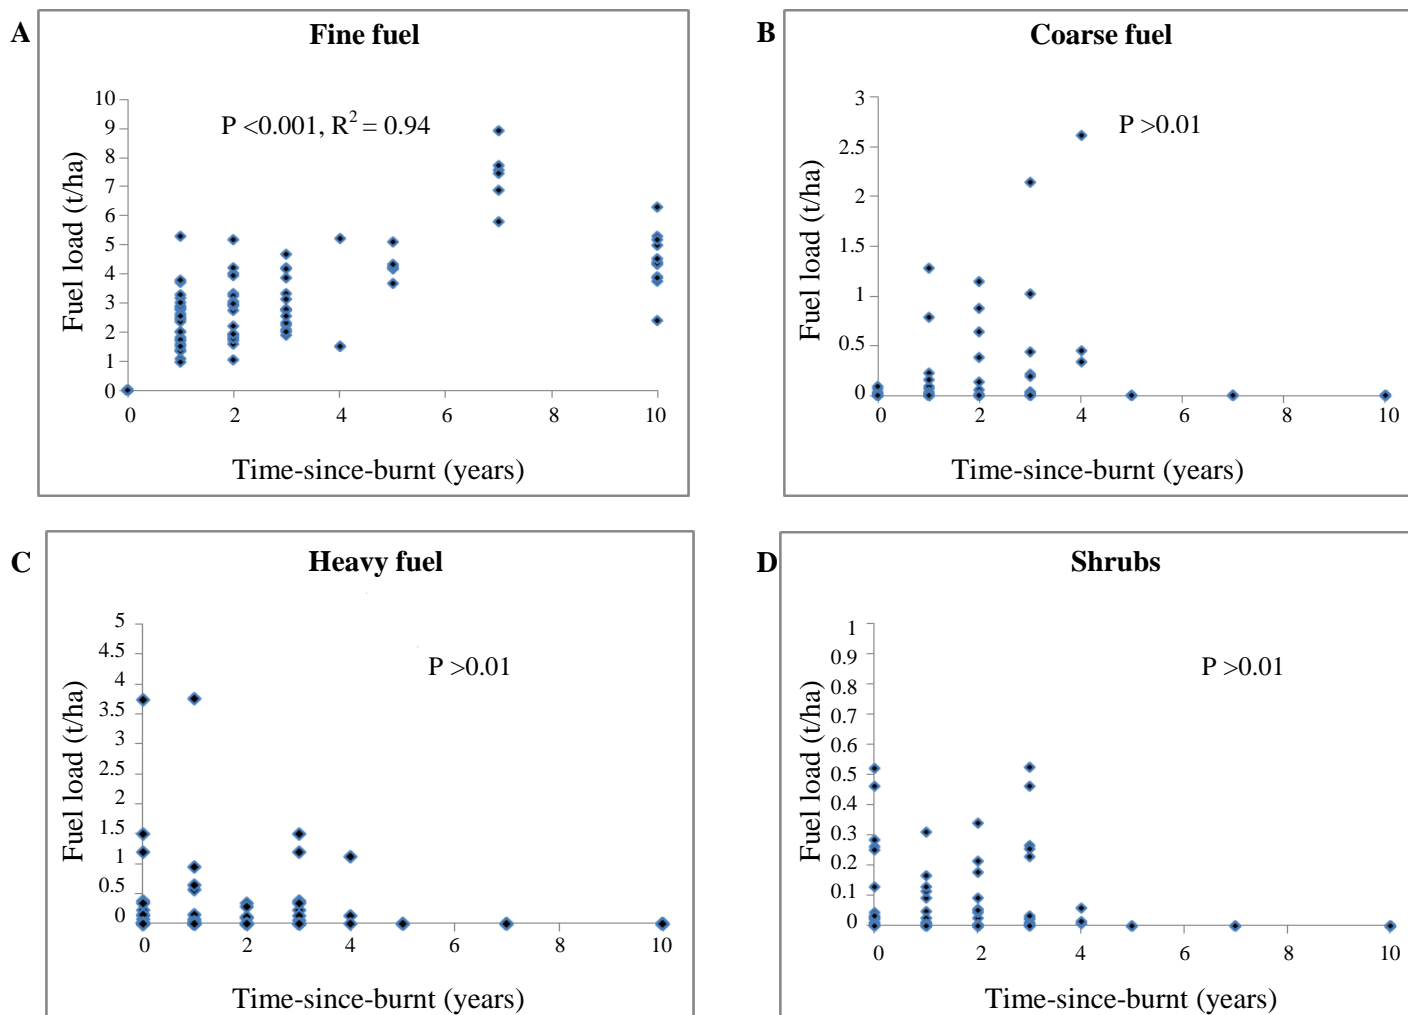 A
Fine fuel
P <0.001, R² = 0.94
Fuel load (t/ha)
10
9
8
7
6
5
4
3
2
1
0
0 2 4 6 8 10
Time-since-burnt (years)
B
Coarse fuel
P >0.01
Fuel load (t/ha)
3
2.5
2
1.5
1
0.5
0
0 2 4 6 8 10
Time-since-burnt (years)
C
Heavy fuel
P >0.01
Fuel load (t/ha)
5
4.5
4
3.5
3
2.5
2
1.5
1
0.5
0
0 2 4 6 8 10
Time-since-burnt (years)
D
Shrubs
P >0.01
Fuel load (t/ha)
1
0.9
0.8
0.7
0.6
0.5
0.4
0.3
0.2
0.1
0
0 2 4 6 8 10
Time-since-burnt (years)